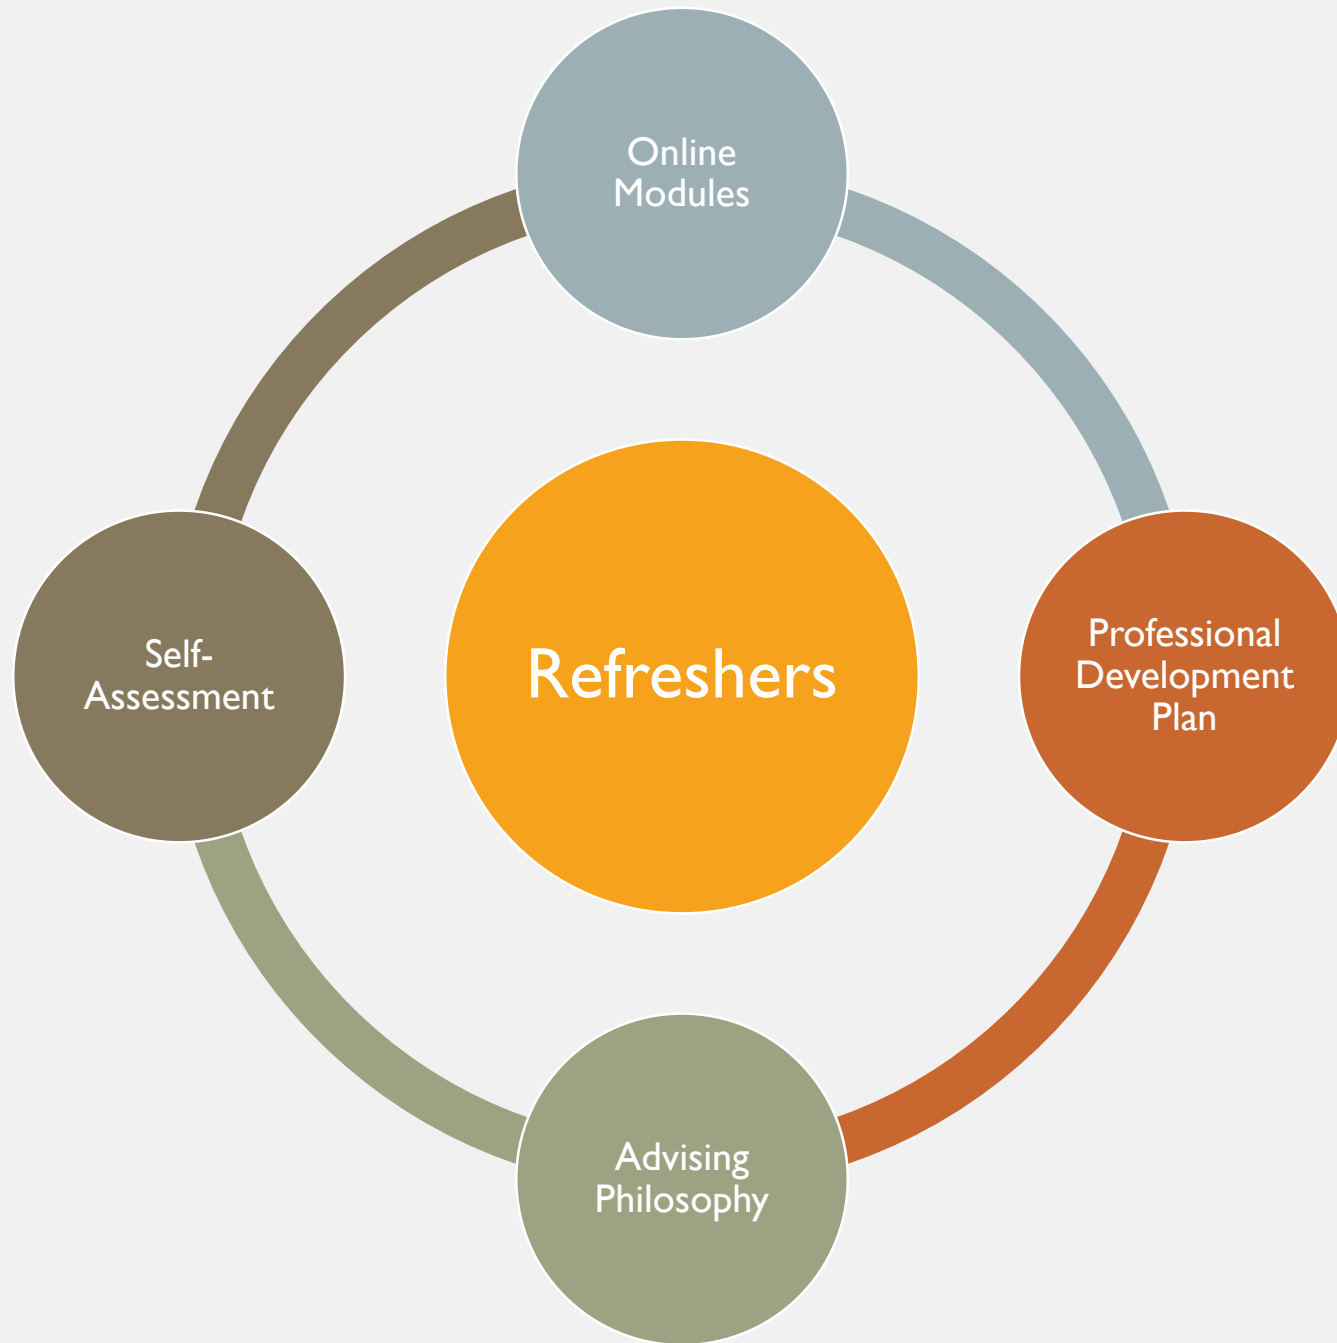 Online
Modules
Self-
Assessment
Refreshers
Professional
Development
Plan
Advising
Philosophy